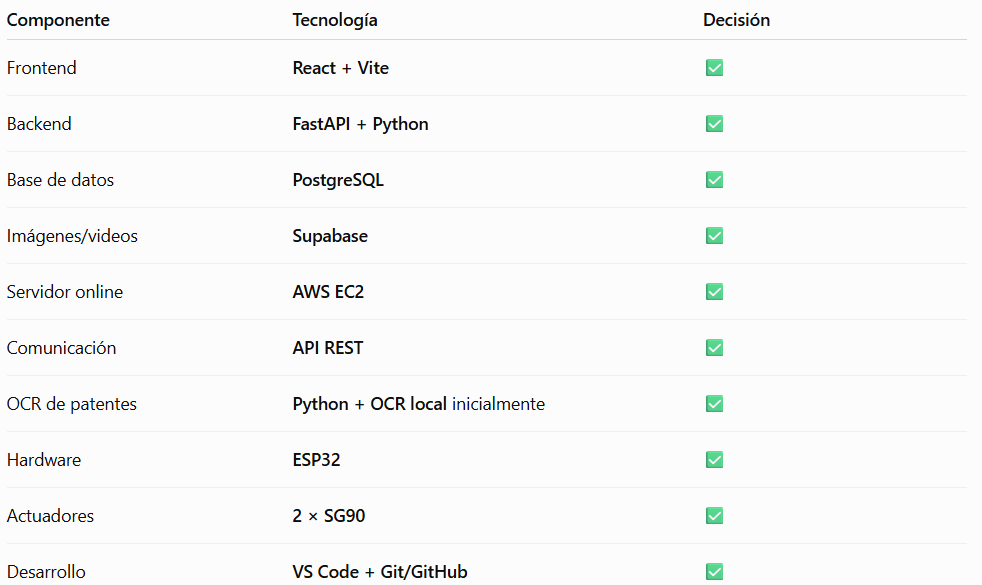 Componente Tecnología Decisión
Frontend React + Vite ✅
Backend FastAPI + Python ✅
Base de datos PostgreSQL ✅
Imágenes/videos Supabase ✅
Servidor online AWS EC2 ✅
Comunicación API REST ✅
OCR de patentes Python + OCR local inicialmente ✅
Hardware ESP32 ✅
Actuadores 2 × SG90 ✅
Desarrollo VS Code + Git/GitHub ✅